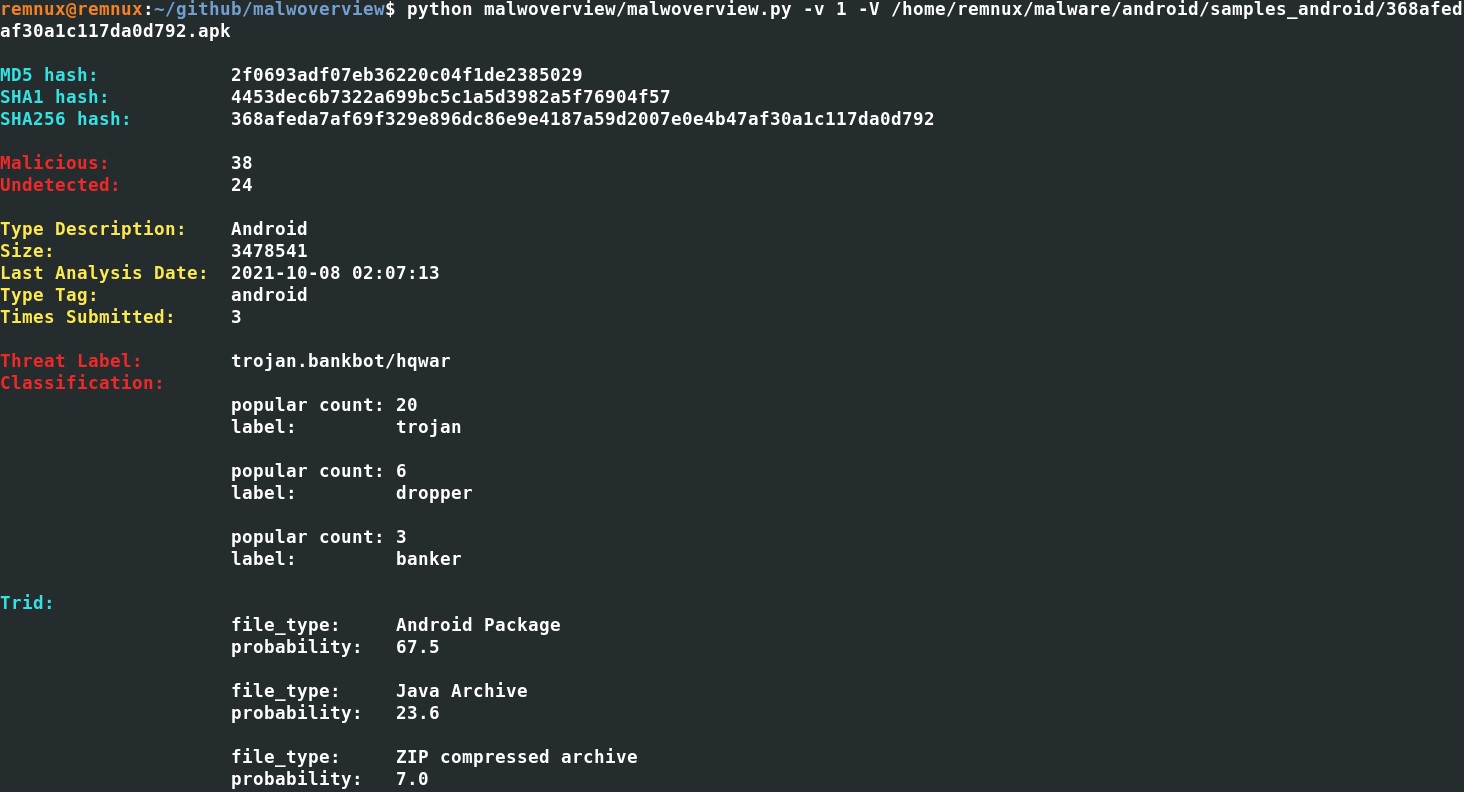 remnux@remnux:~/github/malwoverview$ python malwoverview/malwoverview.py -v 1 -V /home/remnux/malware/android/samples_android/368afed
af30a1c117da0d792.apk
MD5 hash: 2f0693adf07eb36220c04f1de2385029
SHA1 hash: 4453dec6b7322a699bc5c1a5d3982a5f76904f57
SHA256 hash: 368afeda7af69f329e896dc86e9e4187a59d2007e0e4b47af30a1c117da0d792
Malicious: 38
Undetected: 24
Type Description: Android
Size: 3478541
Last Analysis Date: 2021-10-08 02:07:13
Type Tag: android
Times Submitted: 3
Threat Label: trojan.bankbot/hqwar
Classification:
popular count: 20
label: trojan
popular count: 6
label: dropper
popular count: 3
label: banker
Trid:
file_type: Android Package
probability: 67.5
file_type: Java Archive
probability: 23.6
file_type: ZIP compressed archive
probability: 7.0